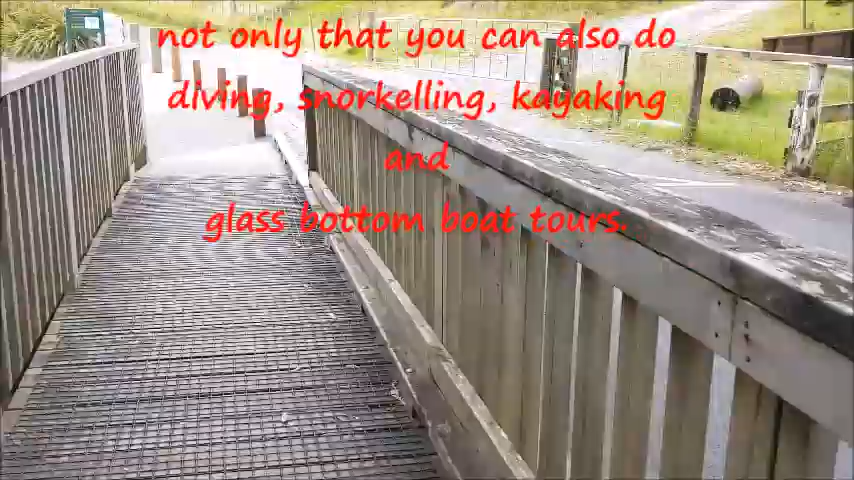 not only, that you can also do
diving, snorkelling, kayaking
and
glass bottom  boat tours.